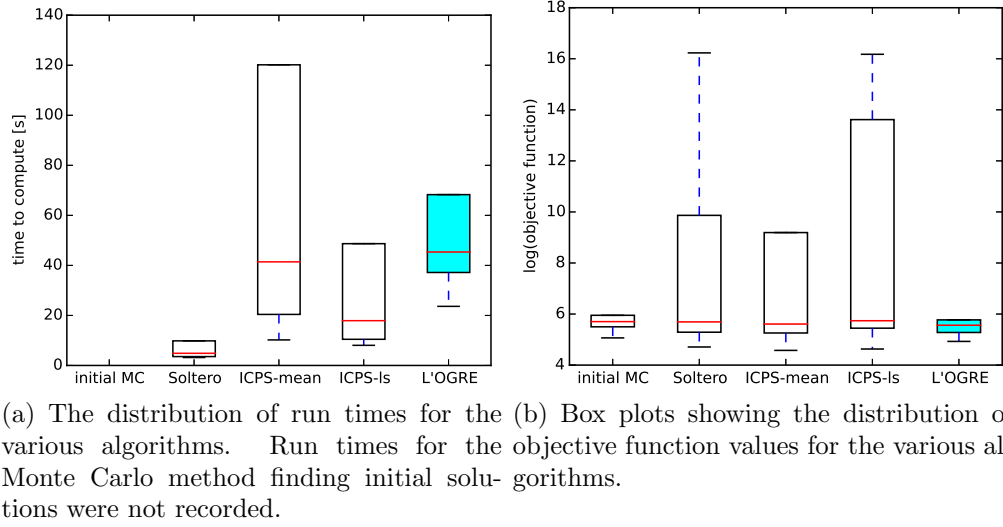 140
120
100
80
60
40
20
0
time to compute [s]
initial MC Soltero ICPS-mean ICPS-ls L'OGRE
18
16
14
12
10
8
6
4
log(objective function)
initial MC Soltero ICPS-mean ICPS-ls L'OGRE
(a) The distribution of run times for the
various algorithms. Run times for the
Monte Carlo method finding initial solu-
tions were not recorded.
(b) Box plots showing the distribution o
objective function values for the various al
gorithms.